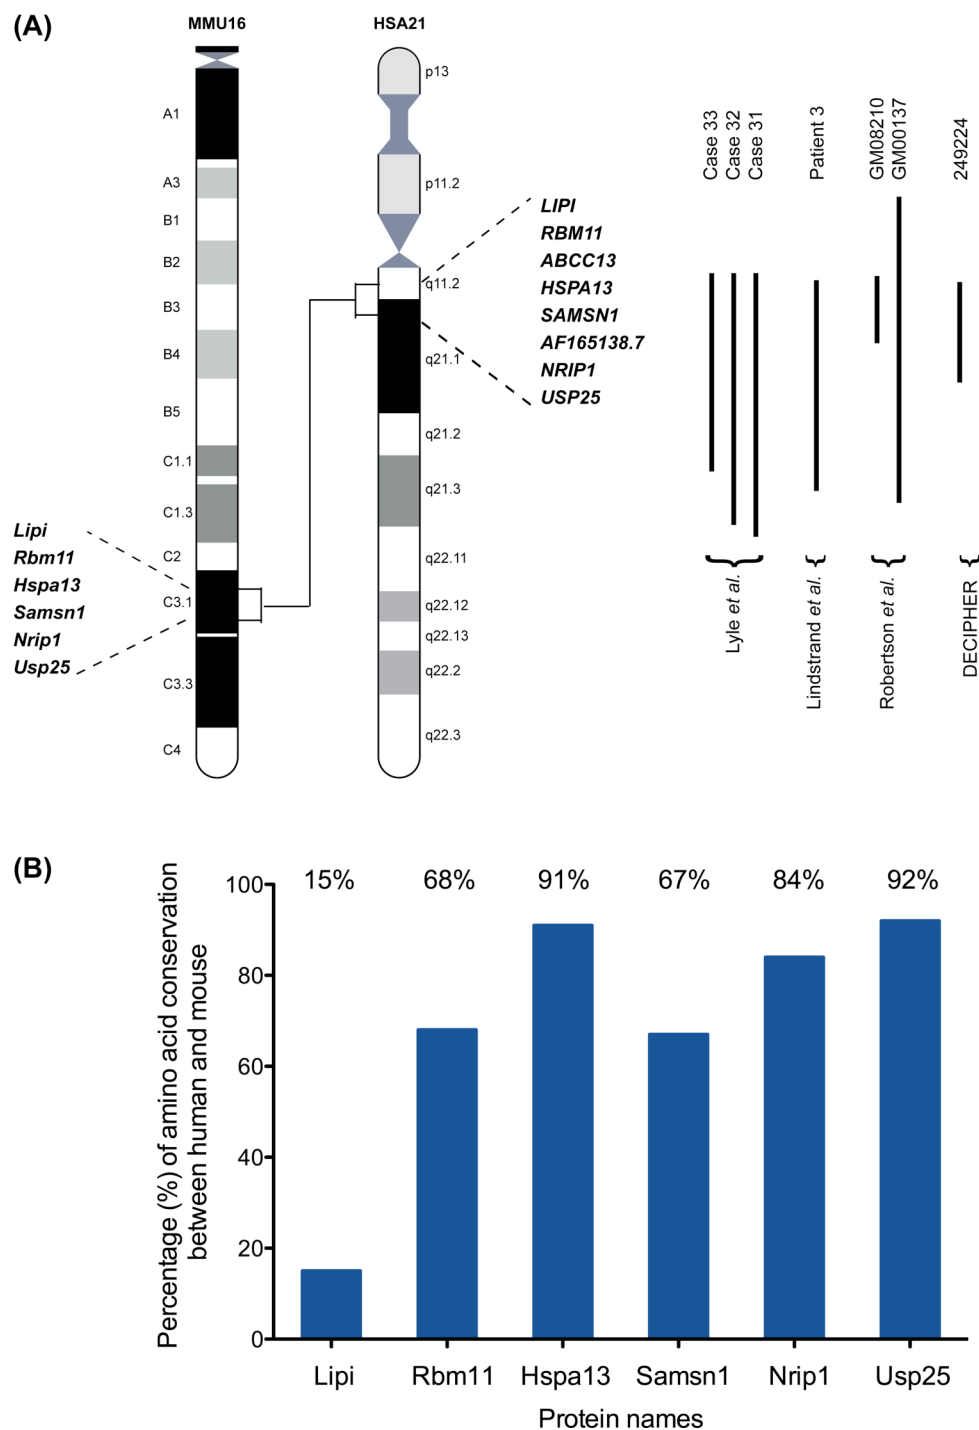 (A)
MMU16
HSA21
A1
A3
B1
B2
B3
B4
B5
C1.1
C1.3
C2
C3.1
C3.3
C4
Lipi
Rbm11
Hspa13
Samsn1
Nrip1
Usp25
p13
p11.2
q11.2
q21.1
q21.2
q21.3
q22.11
q22.12
q22.13
q22.2
q22.3
LIPI
RBM11
ABCC13
HSPA13
SAMSN1
AF165138.7
NRIP1
USP25
Case 33
Case 32
Case 31
Patient 3
GM08210
GM00137
249224
Lyle et al.
Lindstrand et al.
Robertson et al.
DECIPHER
(B)
Percentage (%) of amino acid conservation
between human and mouse
100
80
60
40
20
0
15% 68% 91% 67% 84% 92%
Lipi Rbm11 Hspa13 Samsn1 Nrip1 Usp25
Protein names